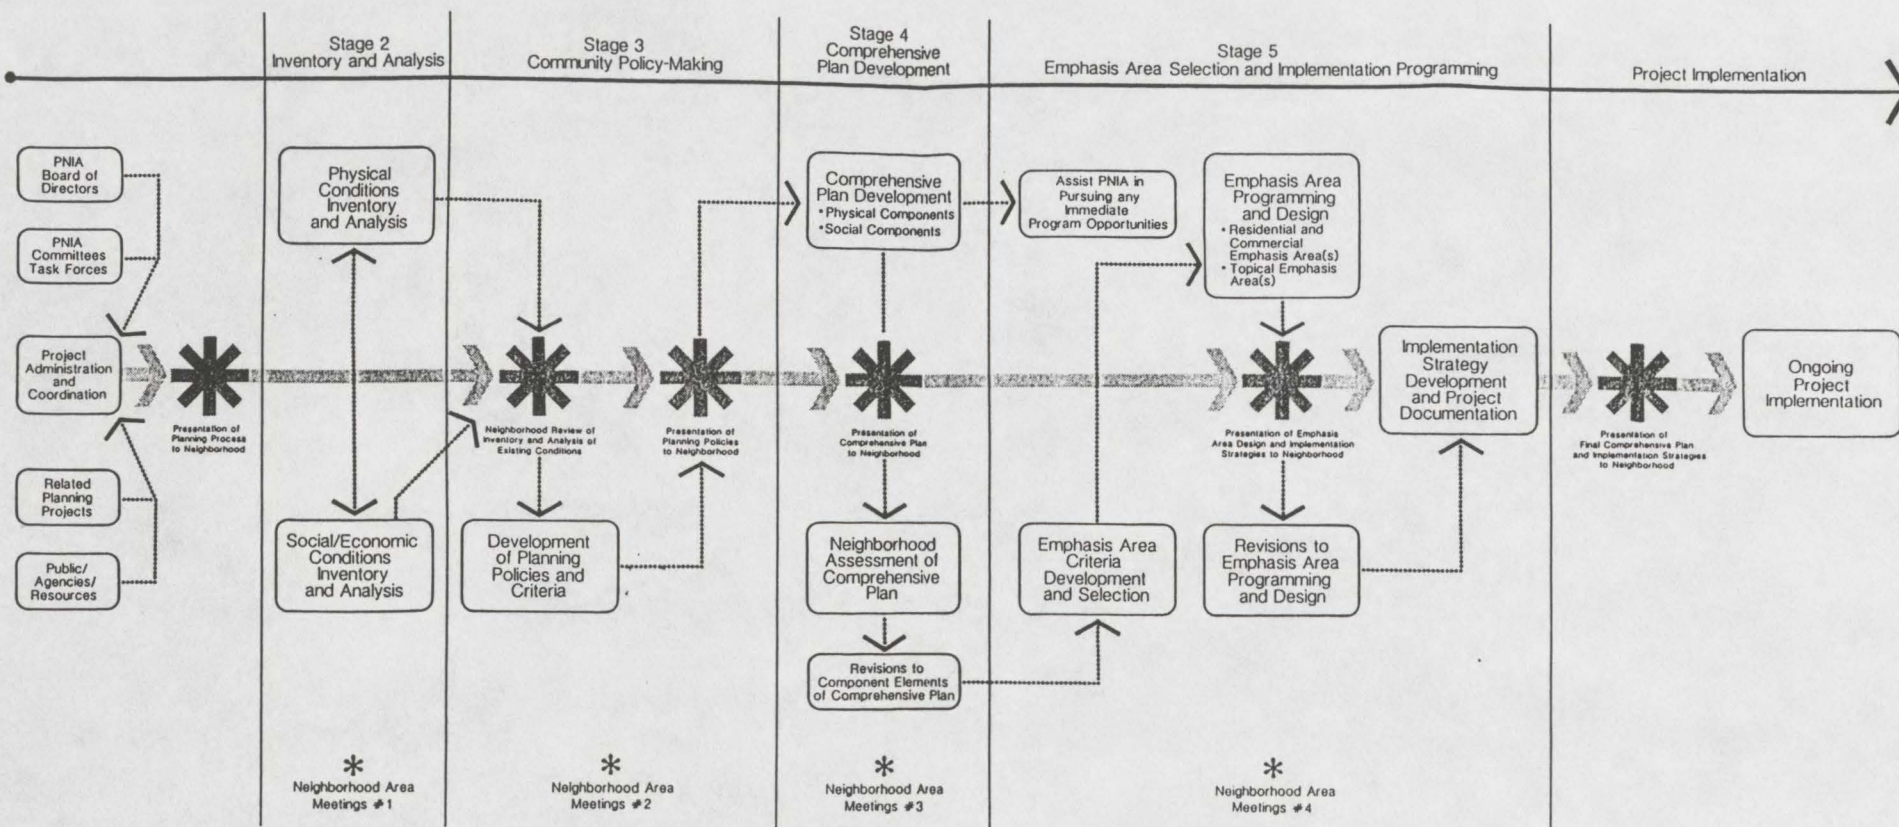 Stage 2
Inventory and Analysis
Stage 3
Community Policy-Making
Stage 4
Comprehensive
Plan Development
Stage 5
Emphasis Area Selection and Implementation Programming
Project Implementation
PNIA
Board of
Directors
PNIA
Committees
Task Forces
Project
Administration
and
Coordination
Related
Planning
Projects
Public/
Agencies/
Resources
Presentation of
Planning Process
to Neighborhood
Physical
Conditions
Inventory
and Analysis
Social/Economic
Conditions
Inventory
and Analysis
Neighborhood Review of
Inventory and Analysis of
Existing Conditions
Development
of Planning
Policies and
Criteria
Presentation of
Planning Policies
to Neighborhood
Comprehensive
Plan Development
• Physical Components
• Social Components
Presentation of
Comprehensive Plan
to Neighborhood
Neighborhood
Assessment of
Comprehensive
Plan
Revisions to
Component Elements
of Comprehensive Plan
Assist PNIA in
Pursuing any
Immediate
Program Opportunities
Emphasis Area
Criteria
Development
and Selection
Emphasis Area
Programming
and Design
• Residential and
Commercial
Emphasis Area(s)
• Topical Emphasis
Area(s)
Presentation of Emphasis
Area Design and Implementation
Strategies to Neighborhood
Revisions to
Emphasis Area
Programming
and Design
Implementation
Strategy
Development
and Project
Documentation
Presentation of
Final Comprehensive Plan
and Implementation Strategies
to Neighborhood
Ongoing
Project
Implementation
*
Neighborhood Area
Meetings #1
*
Neighborhood Area
Meetings #2
*
Neighborhood Area
Meetings #3
*
Neighborhood Area
Meetings #4